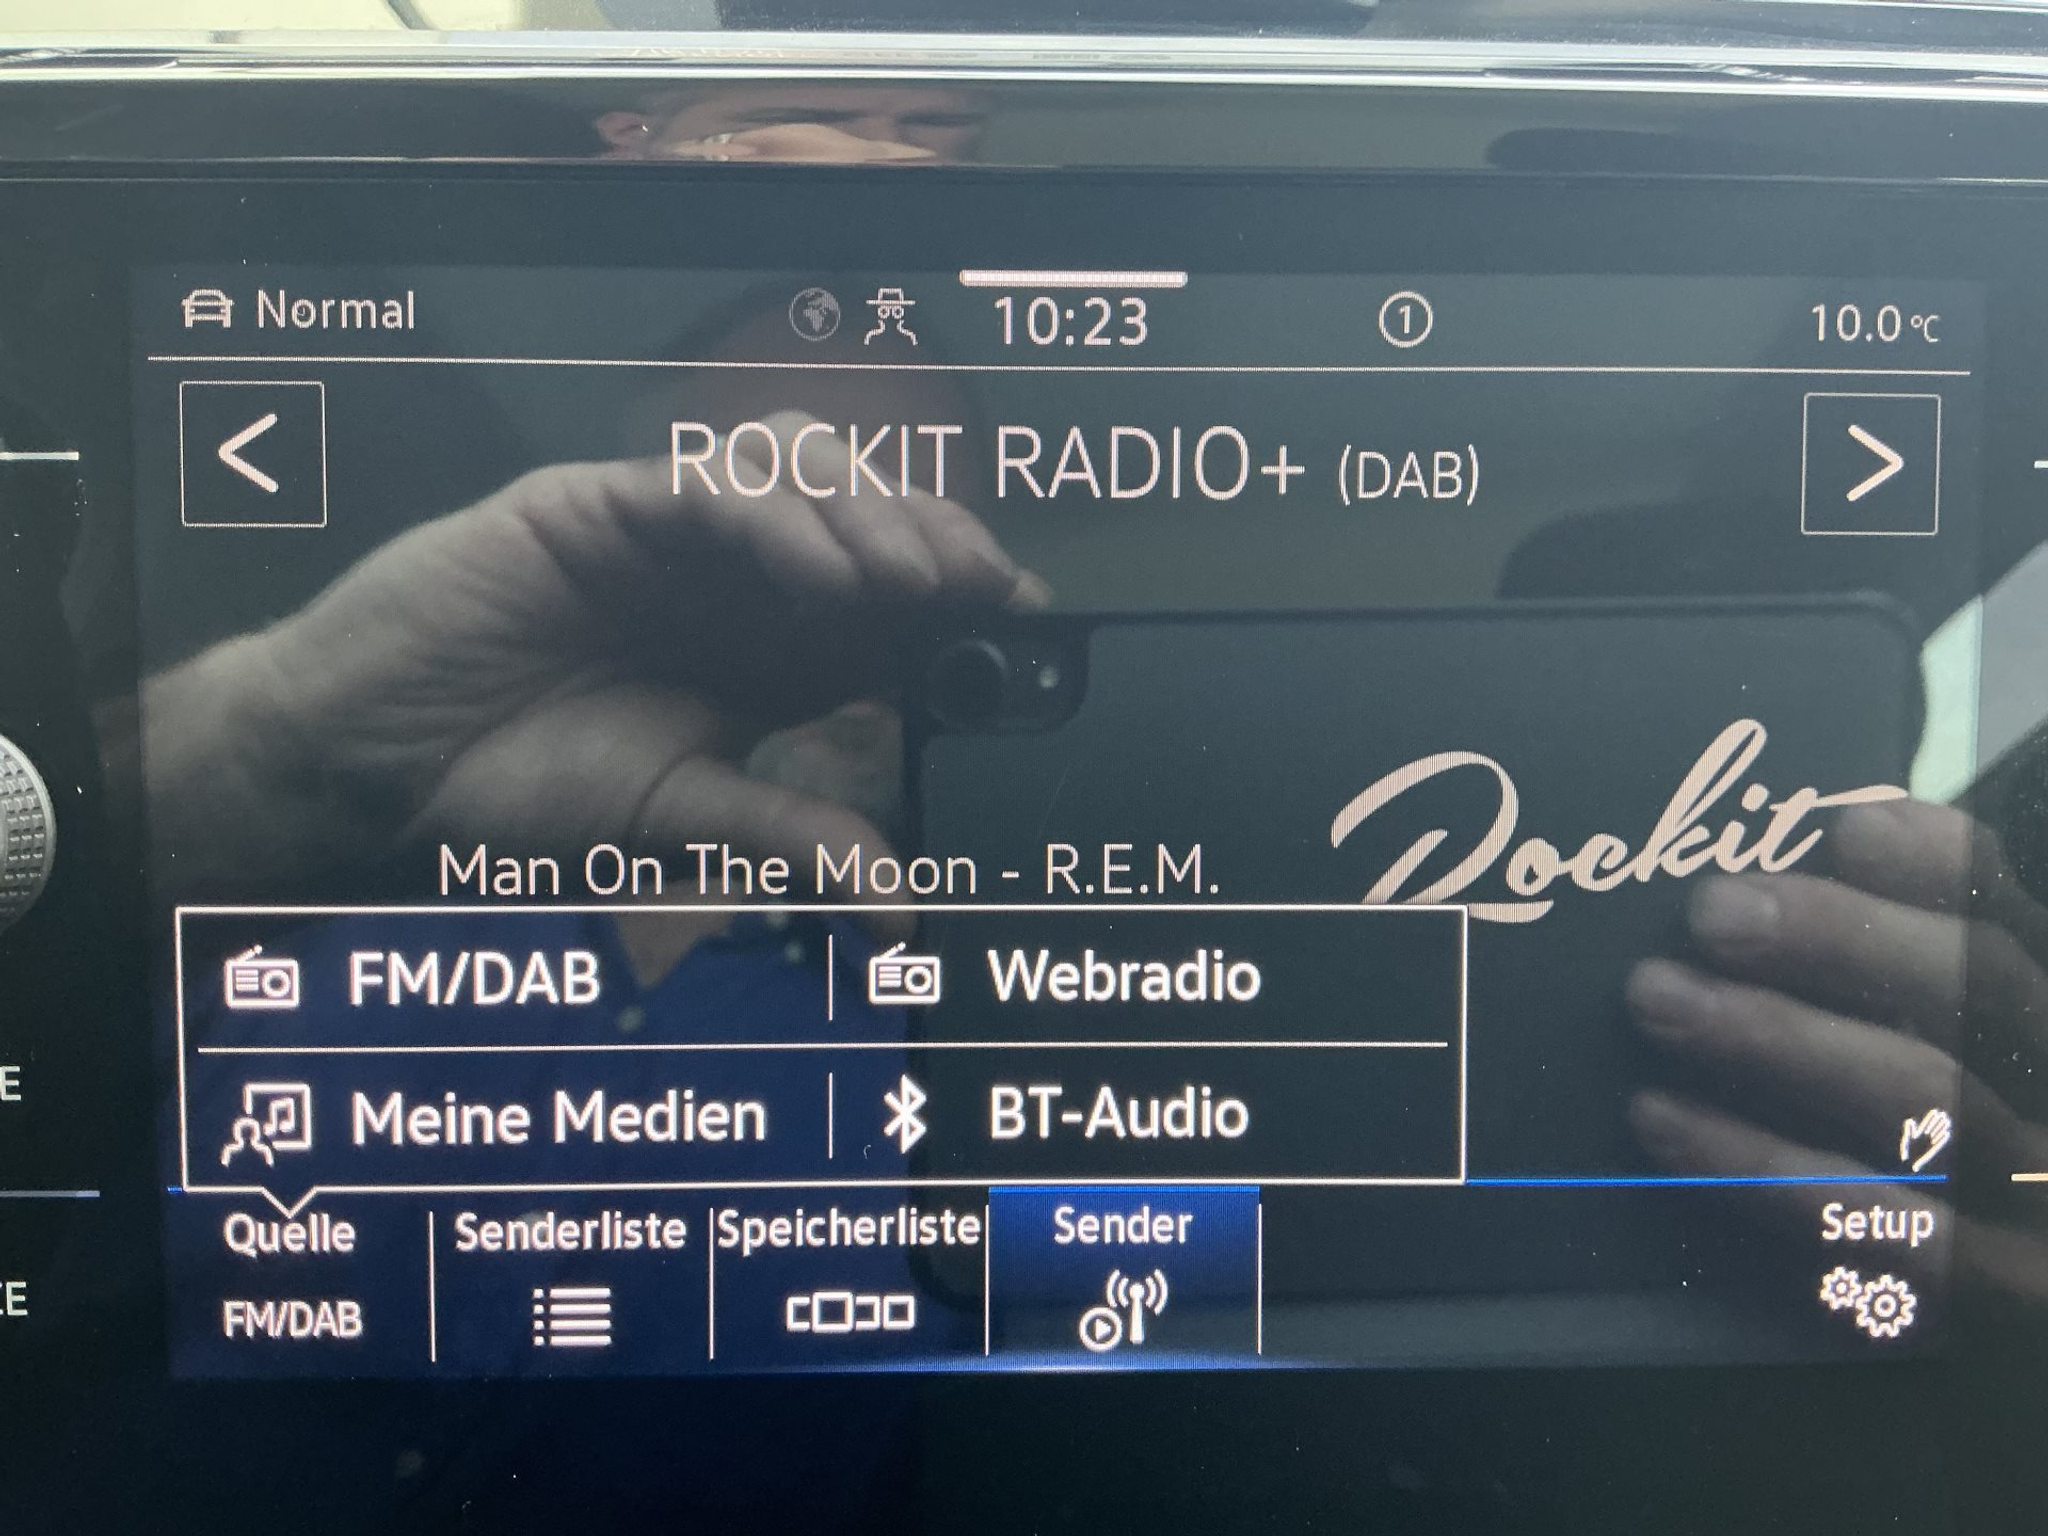 Normal
10:23
1
10.0 °C
<
ROCKIT RADIO+ (DAB)
>
Rockit
Man On The Moon - R.E.M.
FM/DAB
Webradio
Meine Medien
BT-Audio
Quelle
Senderliste
Speicherliste
Sender
Setup
FM/DAB